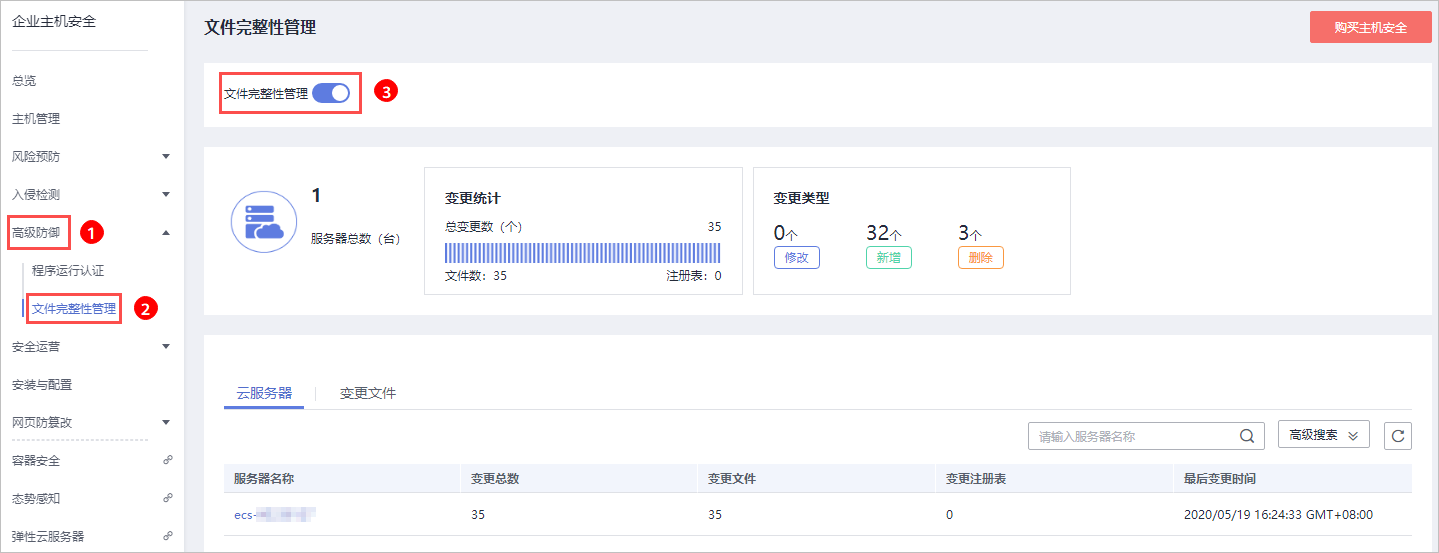 企业主机安全
总览
主机管理
风险预防
入侵检测
高级防御 1
程序运行认证
文件完整性管理 2
安全运营
安装与配置
网页防篡改
容器安全
态势感知
弹性云服务器
文件完整性管理
购买主机安全
文件完整性管理 3
1
服务器总数（台）
变更统计
总变更数（个） 35
文件数：35 注册表：0
变更类型
0个 32个 3个
修改 新增 删除
云服务器 变更文件
请输入服务器名称 高级搜索
服务器名称 变更总数 变更文件 变更注册表 最后变更时间
ecs- 35 35 0 2020/05/19 16:24:33 GMT+08:00